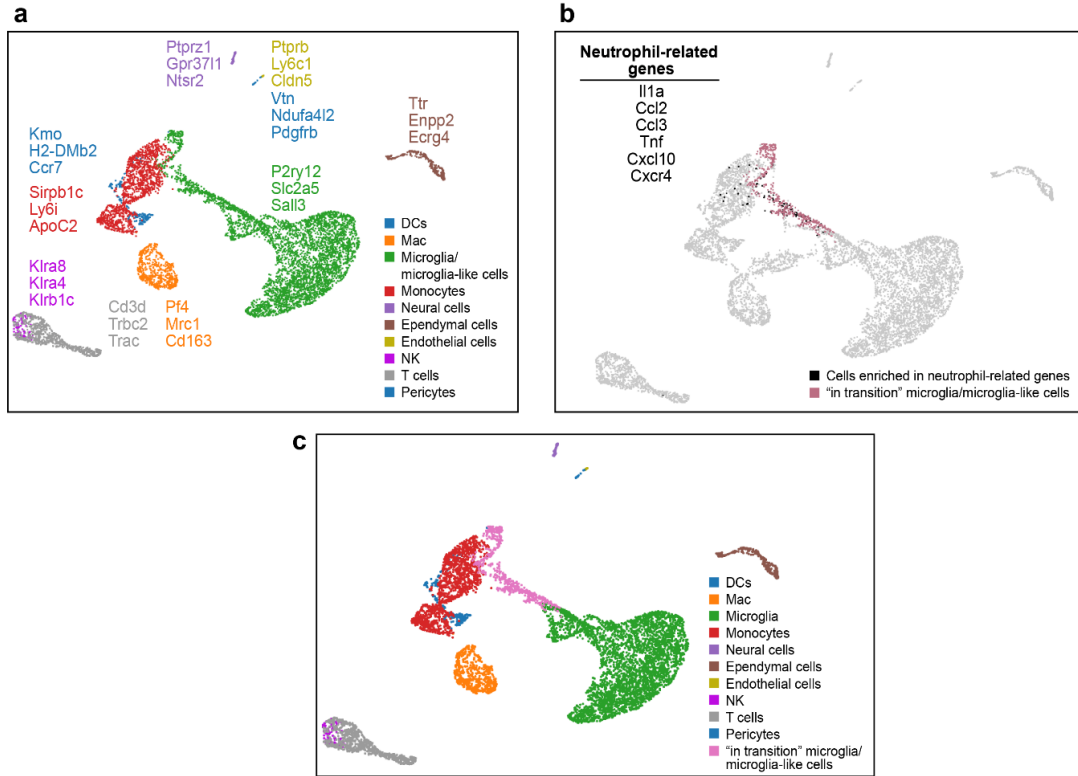 a
Ptprz1
Gpr37l1
Ntsr2
Ptprb
Ly6c1
Cldn5
Vtn
Ndufa4l2
Pdgfrb
Ttr
Enpp2
Ecrg4
Kmo
H2-DMb2
Ccr7
Sirpb1c
Ly6i
ApoC2
P2ry12
Slc2a5
Sall3
Klra8
Klra4
Klrb1c
Cd3d
Trbc2
Trac
Pf4
Mrc1
Cd163
DCs
Mac
Microglia/
microglia-like cells
Monocytes
Neural cells
Ependymal cells
Endothelial cells
NK
T cells
Pericytes
b
Neutrophil-related
genes
Il1a
Ccl2
Ccl3
Tnf
Cxcl10
Cxcr4
Cells enriched in neutrophil-related genes
“in transition” microglia/microglia-like cells
c
DCs
Mac
Microglia
Monocytes
Neural cells
Ependymal cells
Endothelial cells
NK
T cells
Pericytes
“in transition” microglia/
microglia-like cells